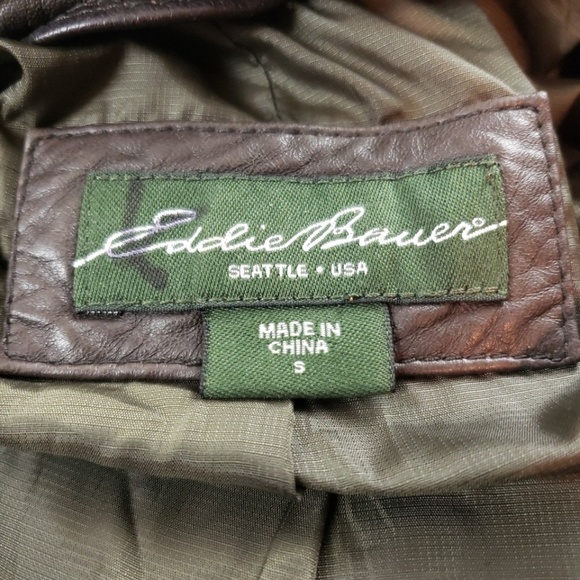 Eddie Bauer
SEATTLE • USA
MADE IN
CHINA
S